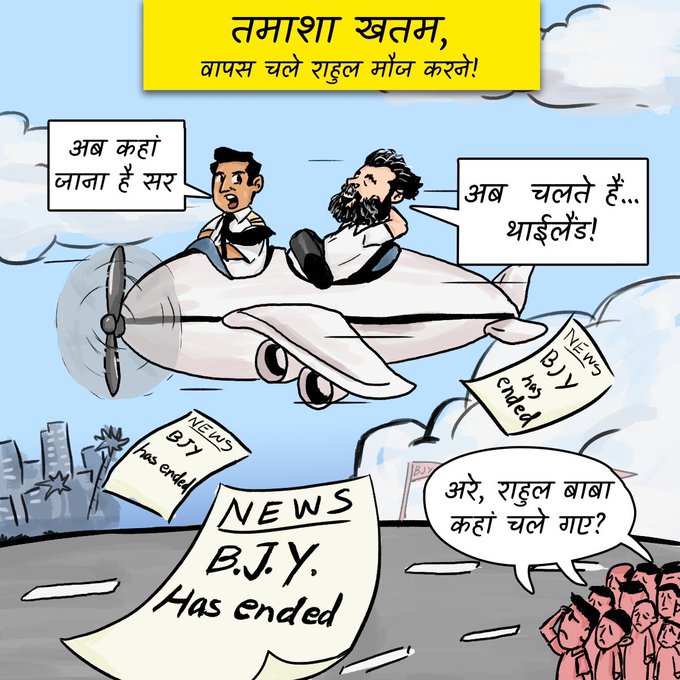 तमाशा खतम,
वापस चले राहुल मौज करने!
अब कहां
जाना है सर
अब चलते हैं...
थाईलैंड!
NEWS
BJY
has
ended
NEWS
BJY
has ended
BJY
अरे, राहुल बाबा
कहां चले गए?
NEWS
B.J.Y.
Has ended